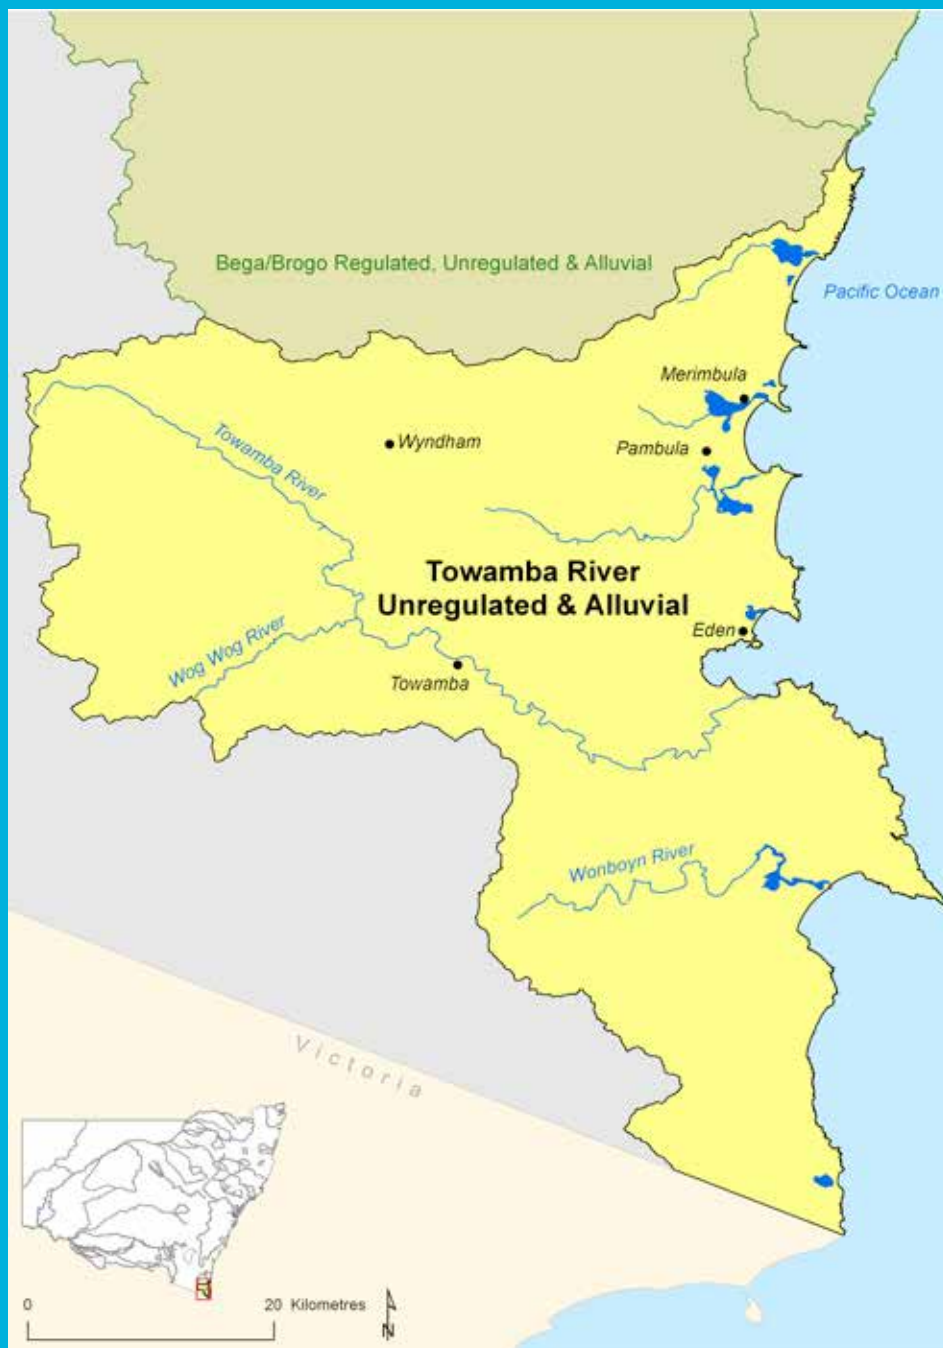 Bega/Brogo Regulated, Unregulated & Alluvial
Pacific Ocean
Merimbula
Wyndham
Towamba River
Pambula
Towamba River
Unregulated & Alluvial
Eden
Wog Wog River
Towamba
Wonboyn River
Victoria
0 20 Kilometres
N